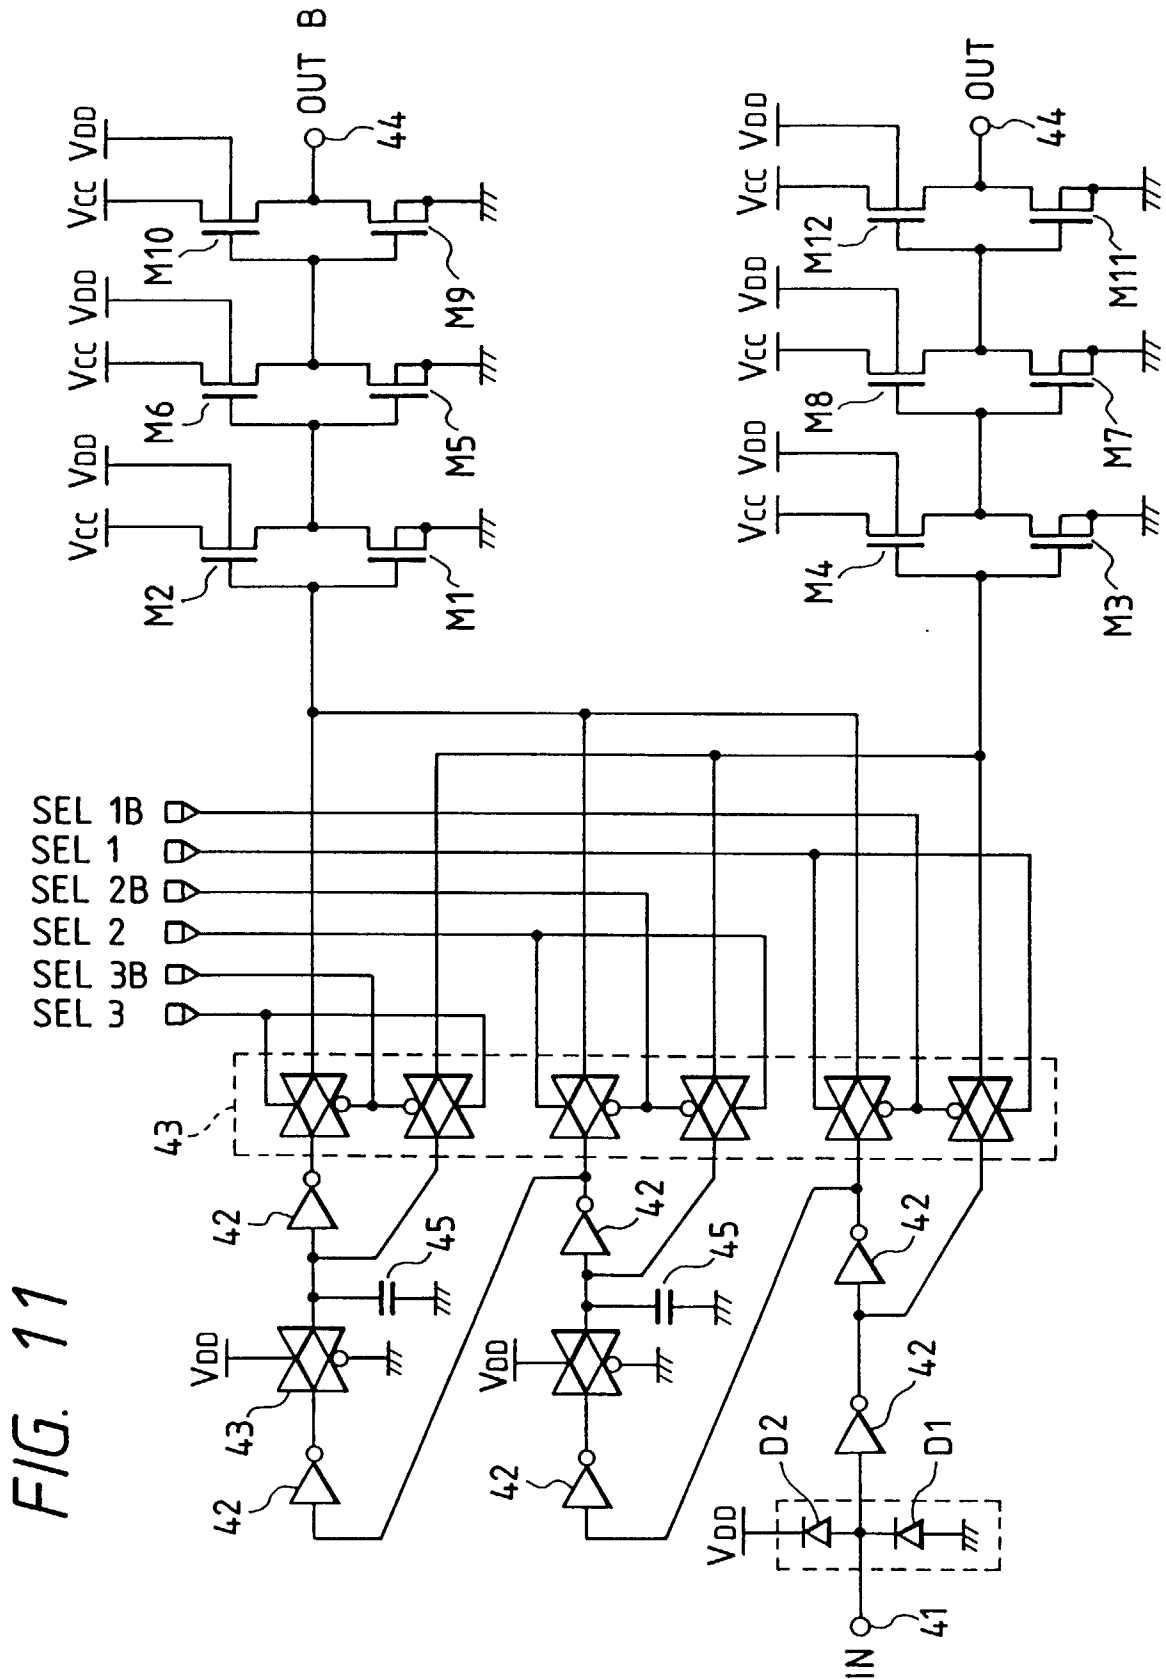 FIG. 11
SEL 1B
SEL 1
SEL 2B
SEL 2
SEL 3B
SEL 3
VCC
VDD
VCC
VDD
VCC
VDD
M2
M6
M10
M1
M5
M9
OUT B
44
VCC
VDD
VCC
VDD
VCC
VDD
M4
M8
M12
M3
M7
M11
OUT
44
43
42
45
VDD
43
42
42
45
VDD
42
42
42
D2
D1
VDD
IN
41